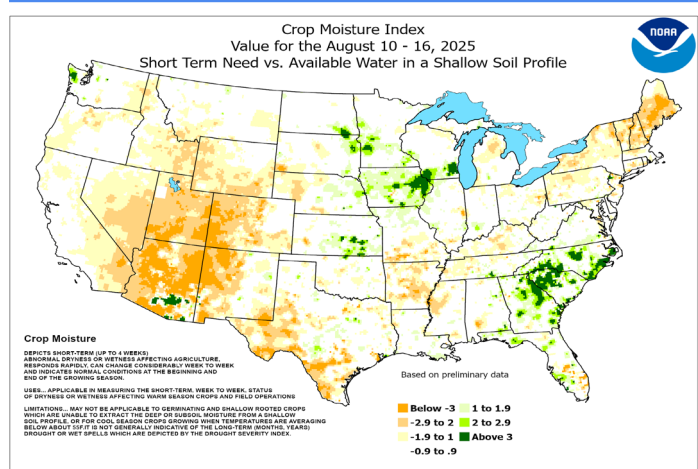 Crop Moisture Index
Value for the August 10 - 16, 2025
Short Term Need vs. Available Water in a Shallow Soil Profile
NOAA
Crop Moisture
DEPICTS SHORT-TERM (UP TO 4 WEEKS)
ABNORMAL DRYNESS OR WETNESS AFFECTING AGRICULTURE,
RESPONDS RAPIDLY, CAN CHANGE CONSIDERABLY WEEK TO WEEK
AND INDICATES NORMAL CONDITIONS AT THE BEGINNING AND
END OF THE GROWING SEASON.
USES... APPLICABLE IN MEASURING THE SHORT-TERM, WEEK TO WEEK, STATUS
OF DRYNESS OR WETNESS AFFECTING WARM SEASON CROPS AND FIELD OPERATIONS
LIMITATIONS... MAY NOT BE APPLICABLE TO GERMINATING AND SHALLOW ROOTED CROPS
WHICH ARE UNABLE TO EXTRACT THE DEEP OR SUBSOIL MOISTURE FROM A SHALLOW
SOIL PROFILE, OR FOR COOL SEASON CROPS GROWING WHEN TEMPERATURES ARE AVERAGING
BELOW ABOUT 55F.IT IS NOT GENERALLY INDICATIVE OF THE LONG-TERM (MONTHS, YEARS)
DROUGHT OR WET SPELLS WHICH ARE DEPICTED BY THE DROUGHT SEVERITY INDEX.
Based on preliminary data
Below -3
-2.9 to 2
-1.9 to 1
-0.9 to .9
1 to 1.9
2 to 2.9
Above 3